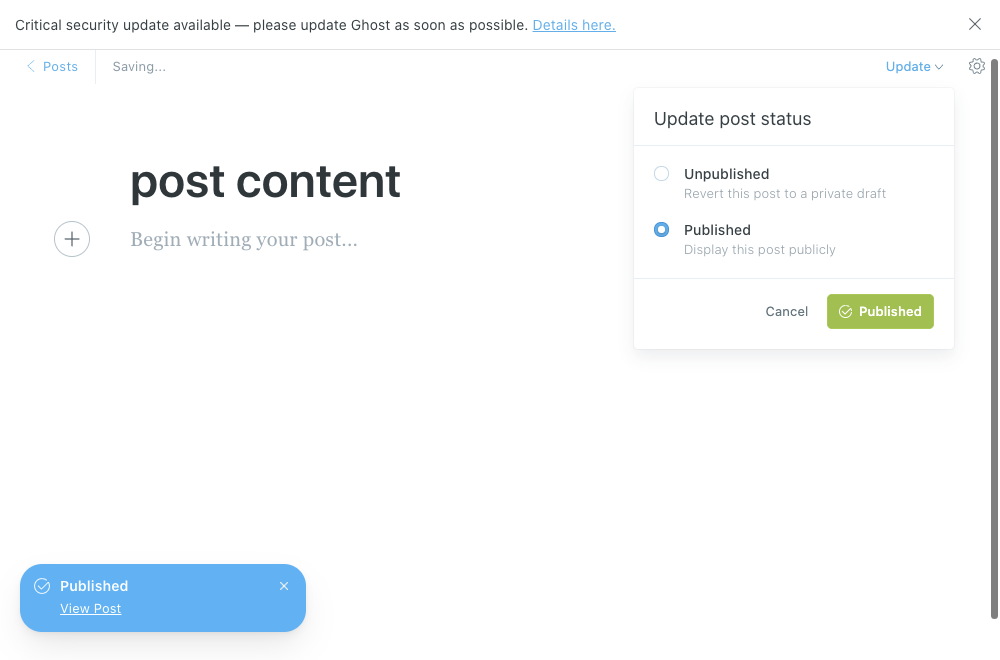 Critical security update available — please update Ghost as soon as possible. Details here.
Posts
Saving...
Update
Update post status
Unpublished
Revert this post to a private draft
Published
Display this post publicly
Cancel
Published
post content
Begin writing your post...
Published
View Post